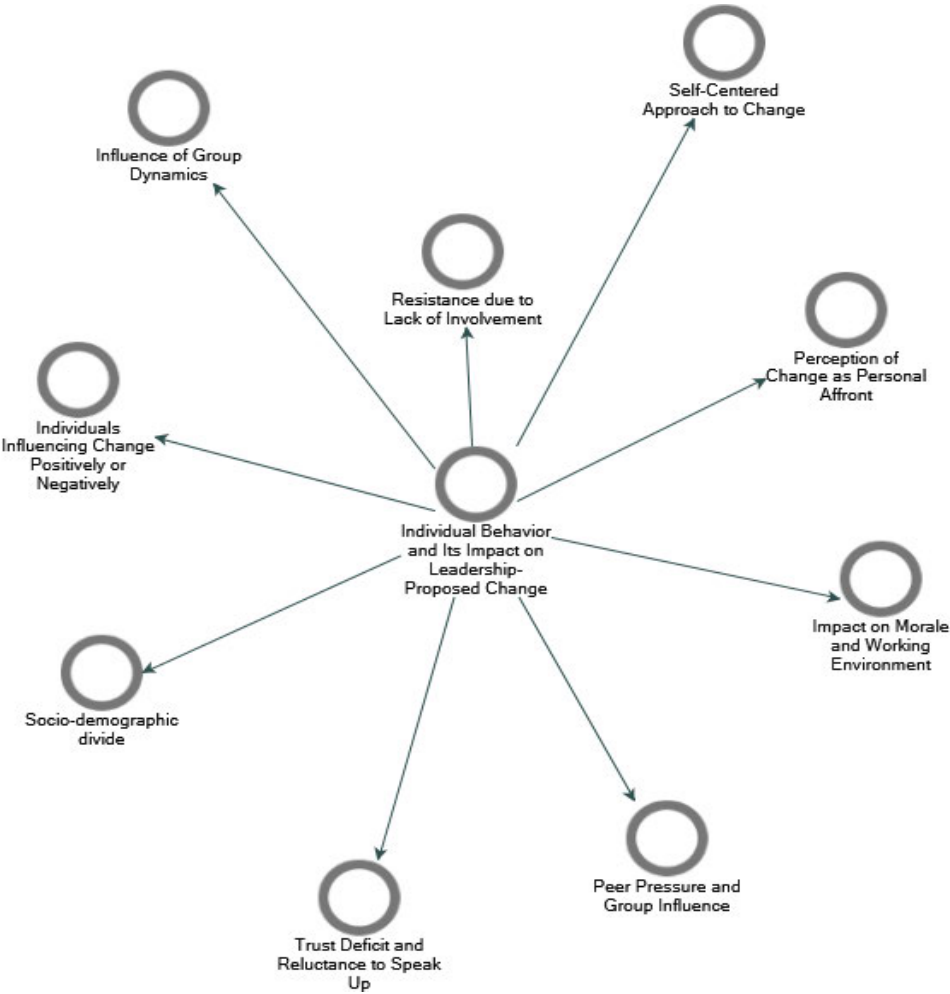 Self-Centered
Approach to Change
Influence of Group
Dynamics
Resistance due to
Lack of Involvement
Perception of
Change as Personal
Affront
Individuals
Influencing Change
Positively or
Negatively
Individual Behavior
and Its Impact on
Leadership-
Proposed Change
Impact on Morale
and Working
Environment
Socio-demographic
divide
Peer Pressure and
Group Influence
Trust Deficit and
Reluctance to Speak
Up